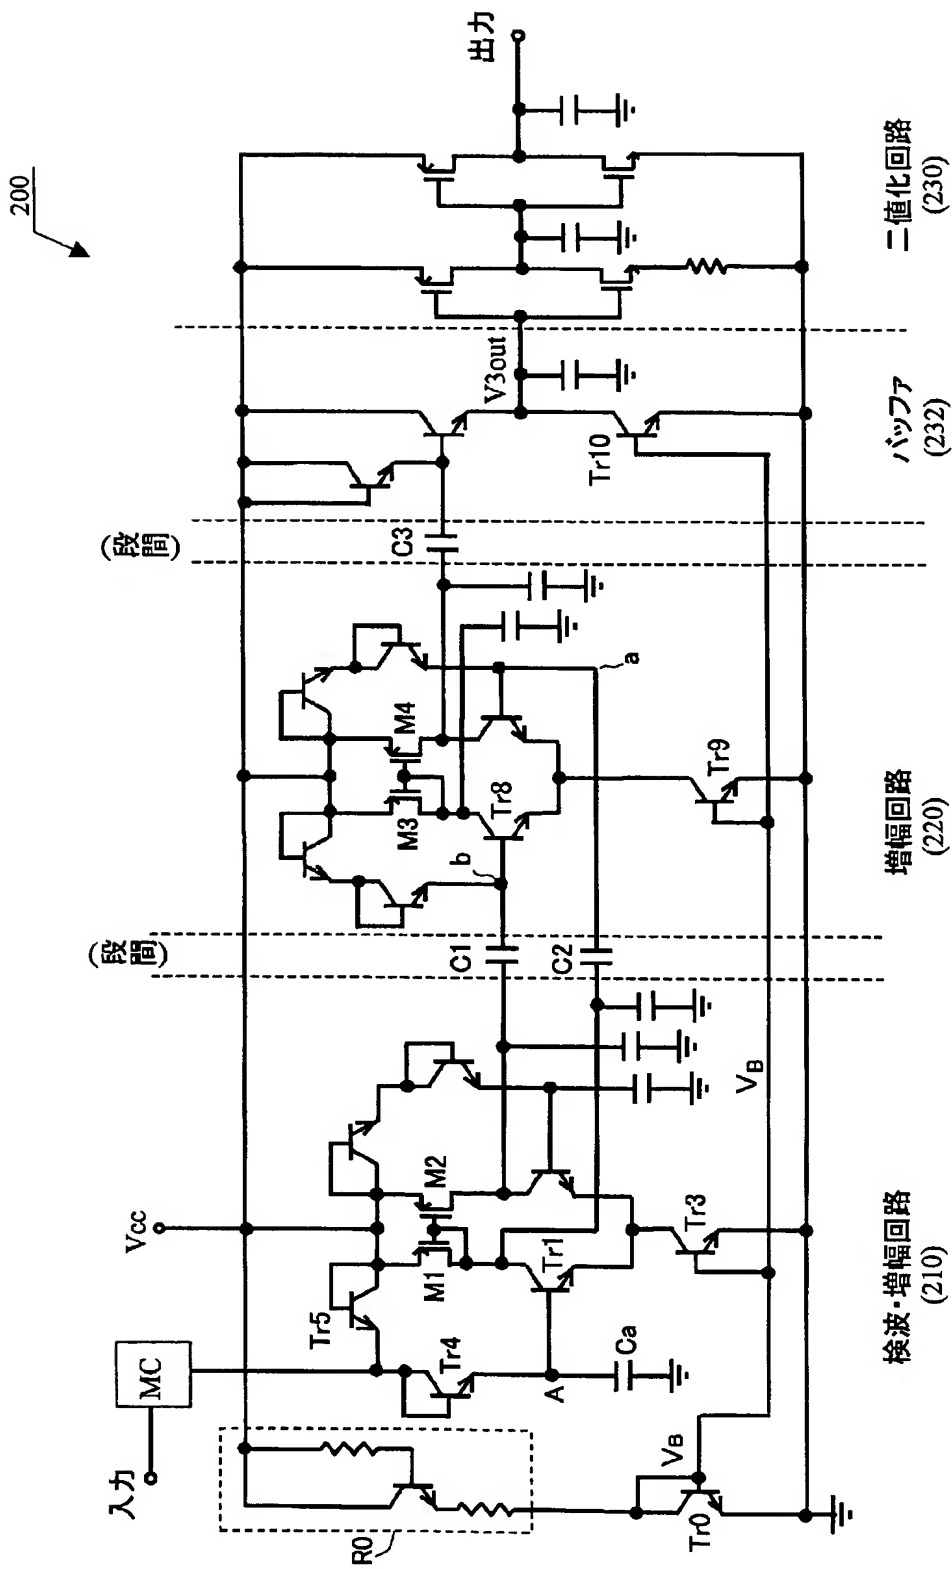 200
入力
MC
Vcc
出力
R0
VB
Tr0
Tr5
Tr4
A
Ca
M1
M2
Tr1
Tr3
VB
(段間)
C1
C2
b
a
M3
M4
Tr8
Tr9
(段間)
C3
V3out
Tr10
検波・増幅回路
(210)
増幅回路
(220)
バッファ
(232)
二値化回路
(230)